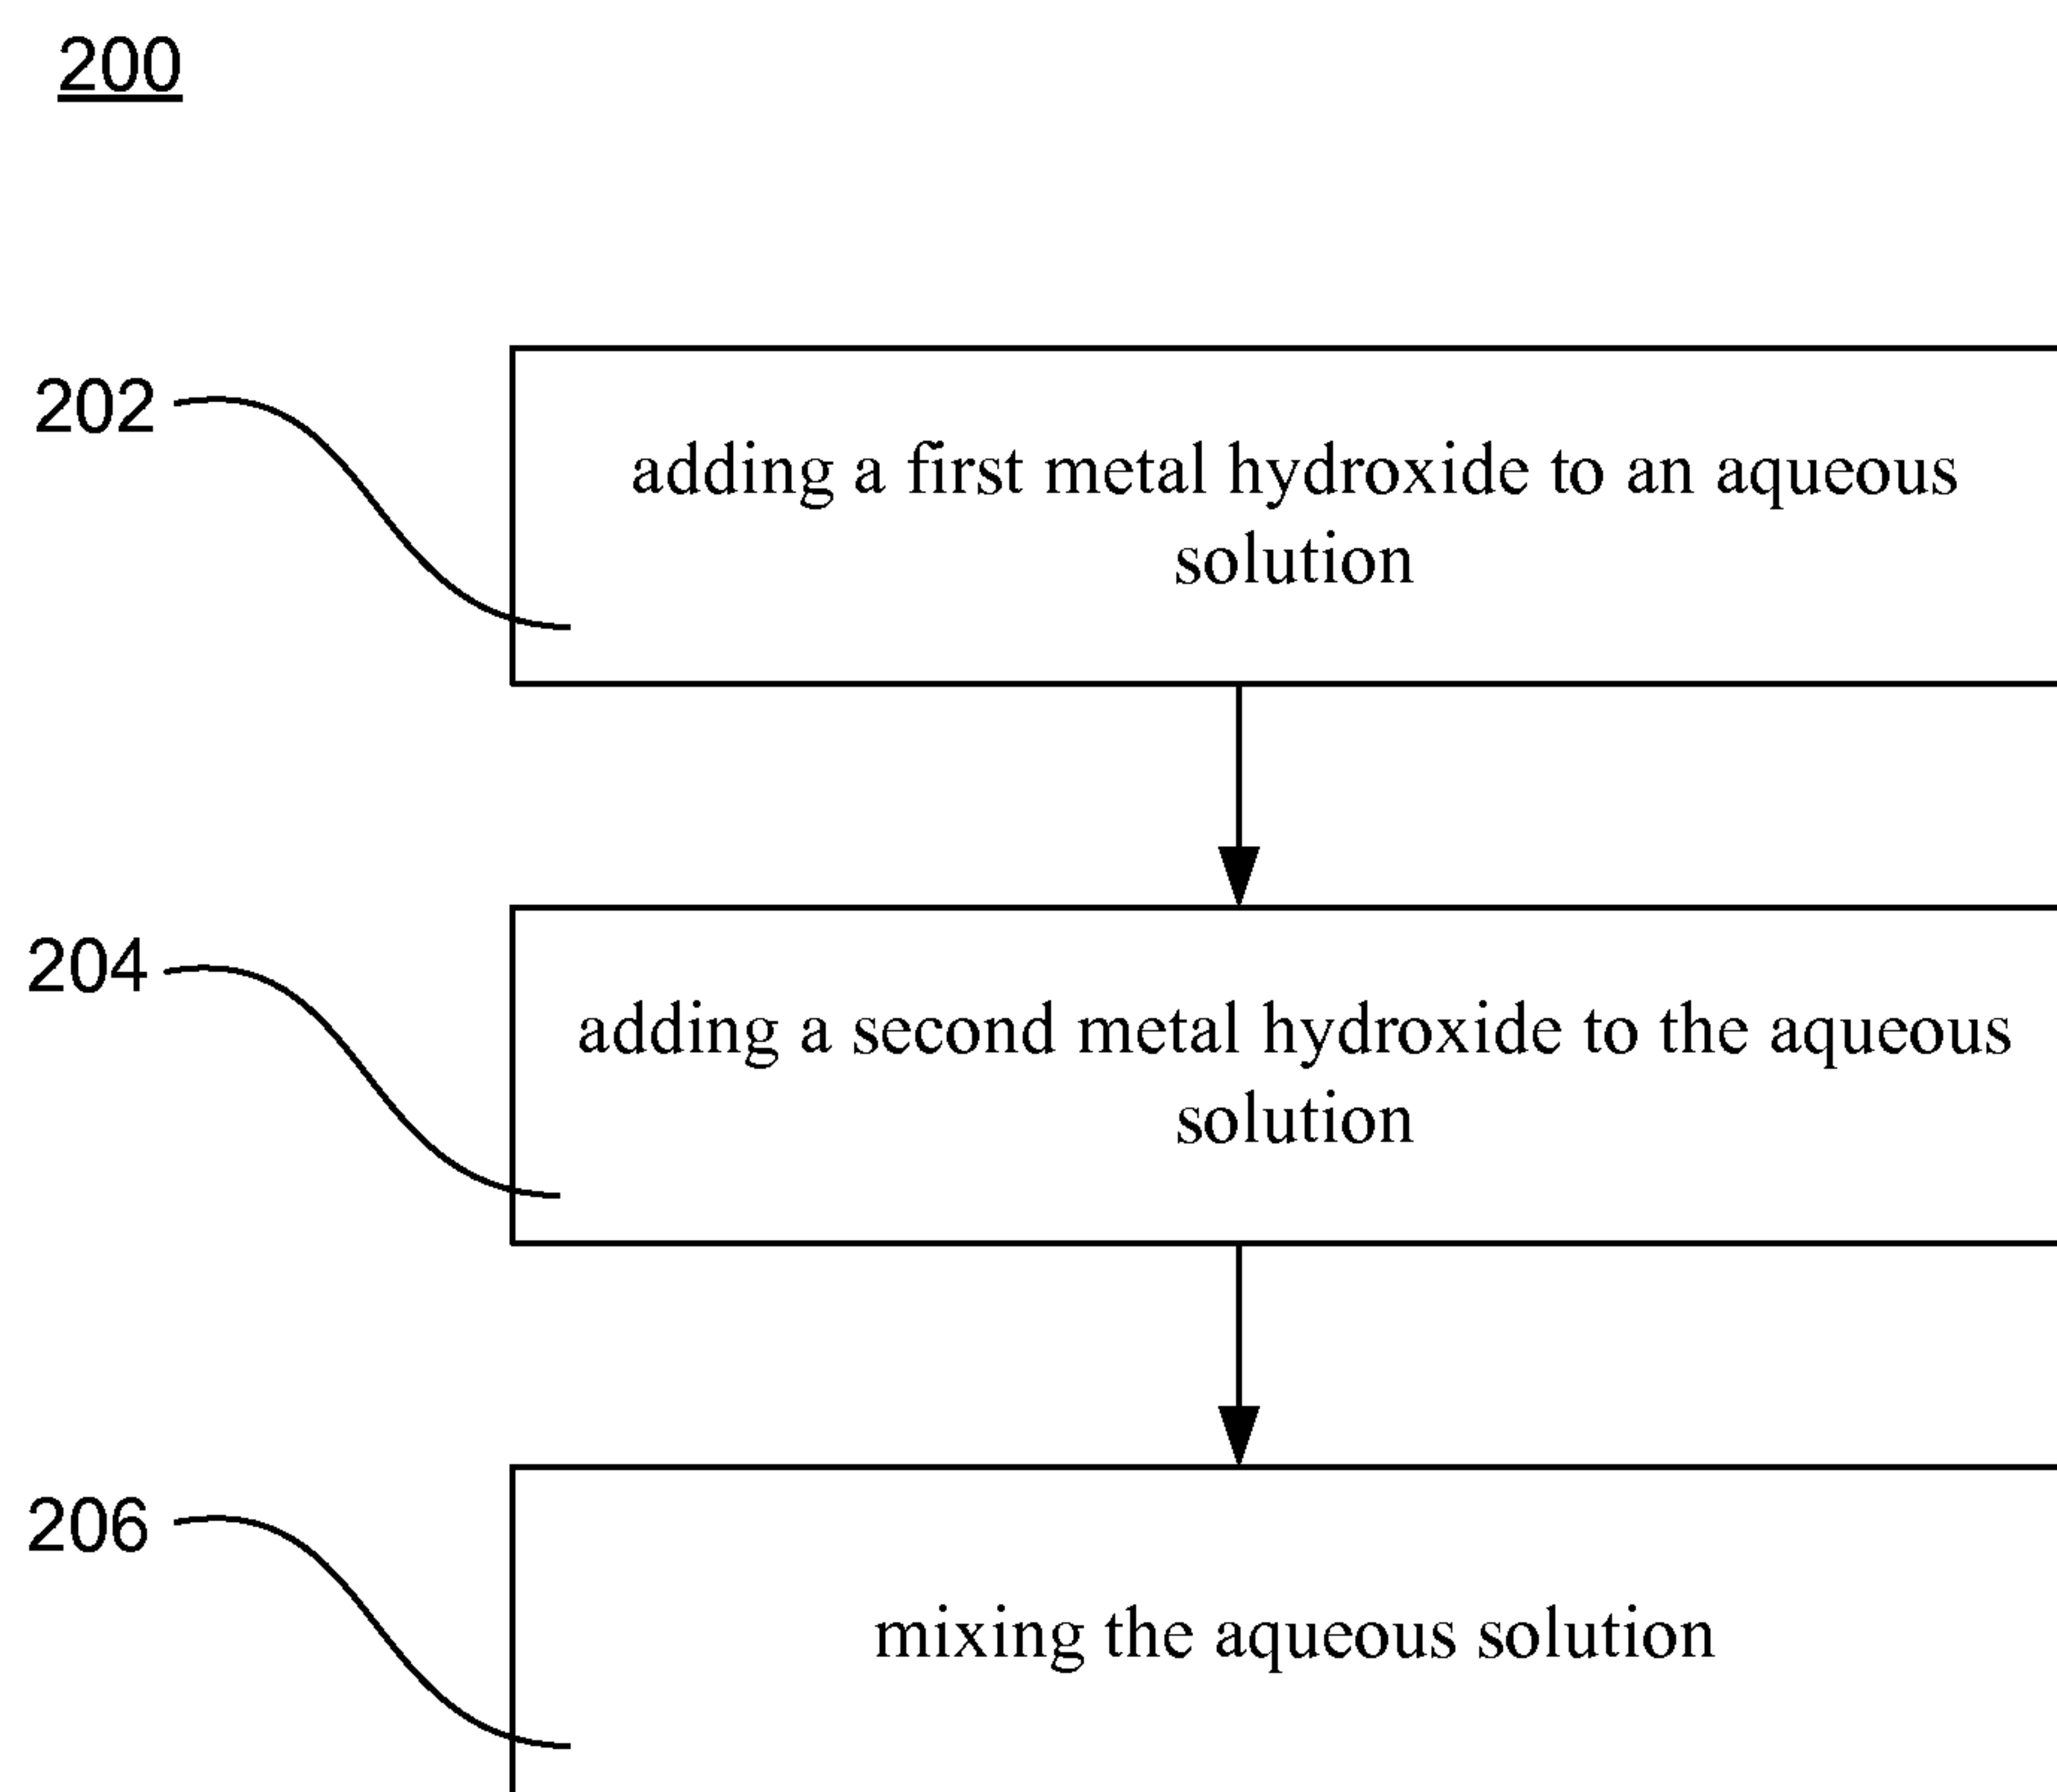 200
202
adding a first metal hydroxide to an aqueous
solution
204
adding a second metal hydroxide to the aqueous
solution
206
mixing the aqueous solution